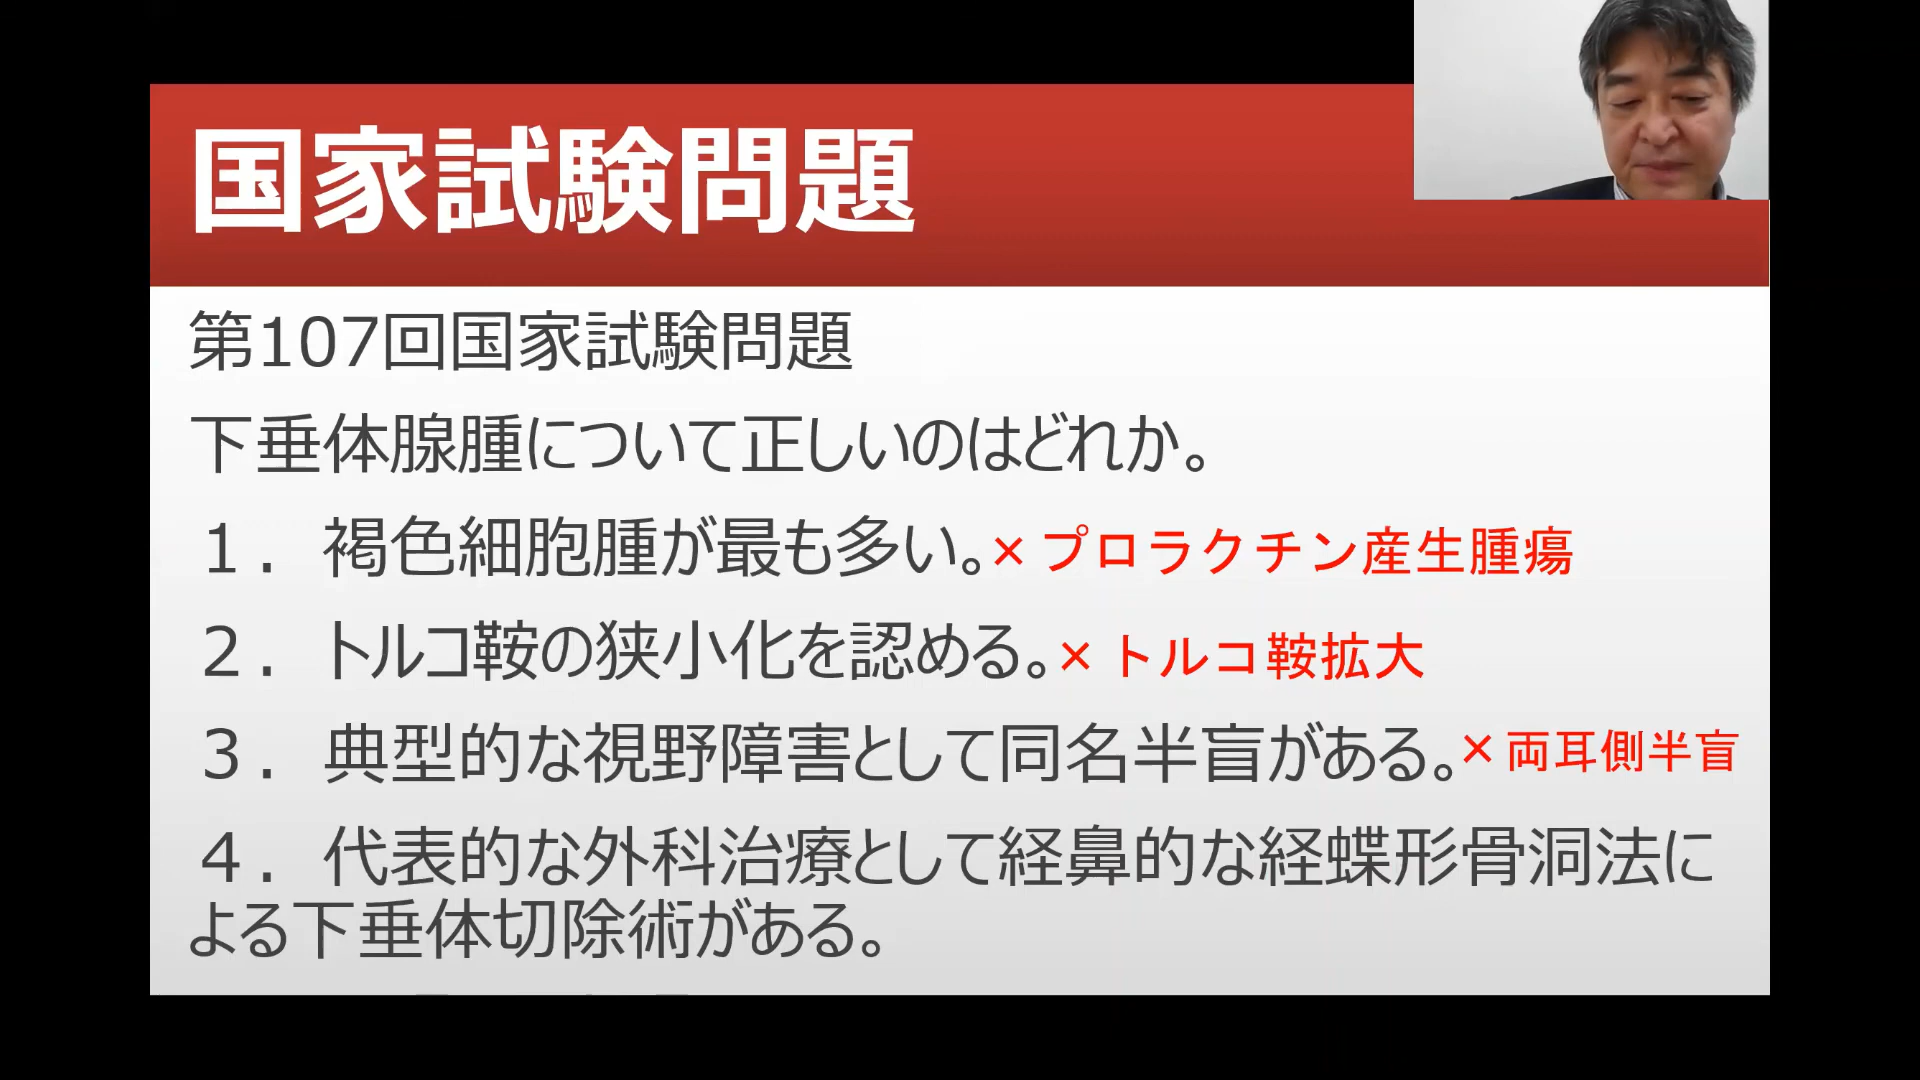 国家試験問題
第107回国家試験問題
下垂体腺腫について正しいのはどれか。
１．褐色細胞腫が最も多い。× プロラクチン産生腫瘍
２．トルコ鞍の狭小化を認める。× トルコ鞍拡大
３．典型的な視野障害として同名半盲がある。× 両耳側半盲
４．代表的な外科治療として経鼻的な経蝶形骨洞法に
よる下垂体切除術がある。